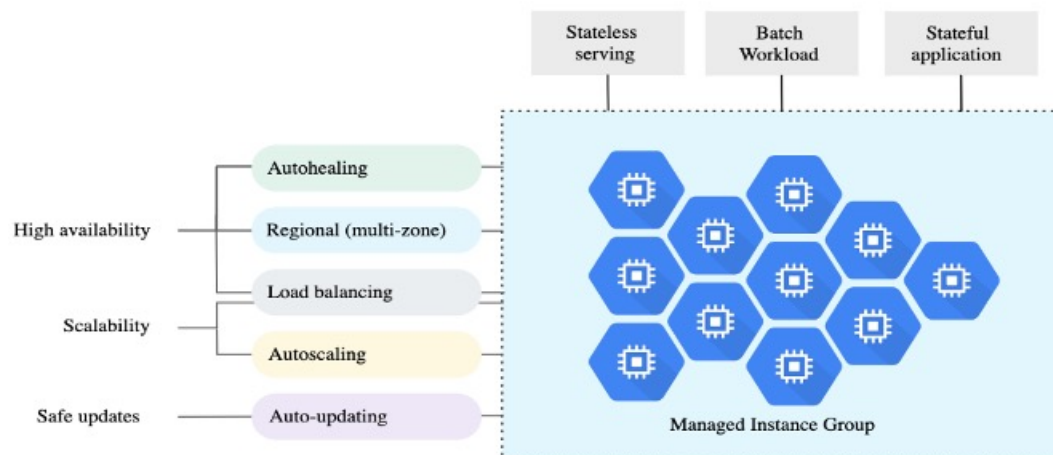 Stateless
serving
Batch
Workload
Stateful
application
High availability
Autohealing
Regional (multi-zone)
Load balancing
Scalability
Autoscaling
Safe updates
Auto-updating
Managed Instance Group